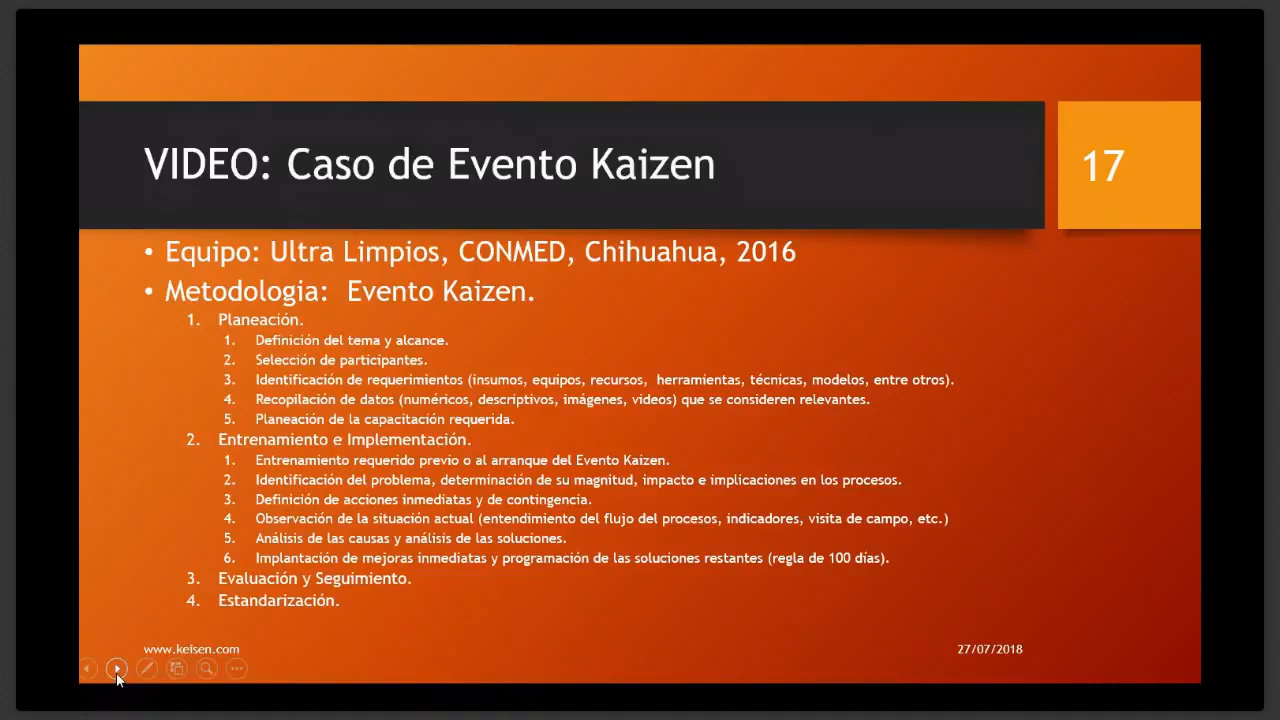 VIDEO: Caso de Evento Kaizen
17
• Equipo: Ultra Limpios, CONMED, Chihuahua, 2016
• Metodologia: Evento Kaizen.
1. Planeación.
1. Definición del tema y alcance.
2. Selección de participantes.
3. Identificación de requerimientos (insumos, equipos, recursos, herramientas, técnicas, modelos, entre otros).
4. Recopilación de datos (numéricos, descriptivos, imágenes, videos) que se consideren relevantes.
5. Planeación de la capacitación requerida.
2. Entrenamiento e Implementación.
1. Entrenamiento requerido previo o al arranque del Evento Kaizen.
2. Identificación del problema, determinación de su magnitud, impacto e implicaciones en los procesos.
3. Definición de acciones inmediatas y de contingencia.
4. Observación de la situación actual (entendimiento del flujo del procesos, indicadores, visita de campo, etc.)
5. Análisis de las causas y análisis de las soluciones.
6. Implantación de mejoras inmediatas y programación de las soluciones restantes (regla de 100 días).
3. Evaluación y Seguimiento.
4. Estandarización.
www.keisen.com
27/07/2018